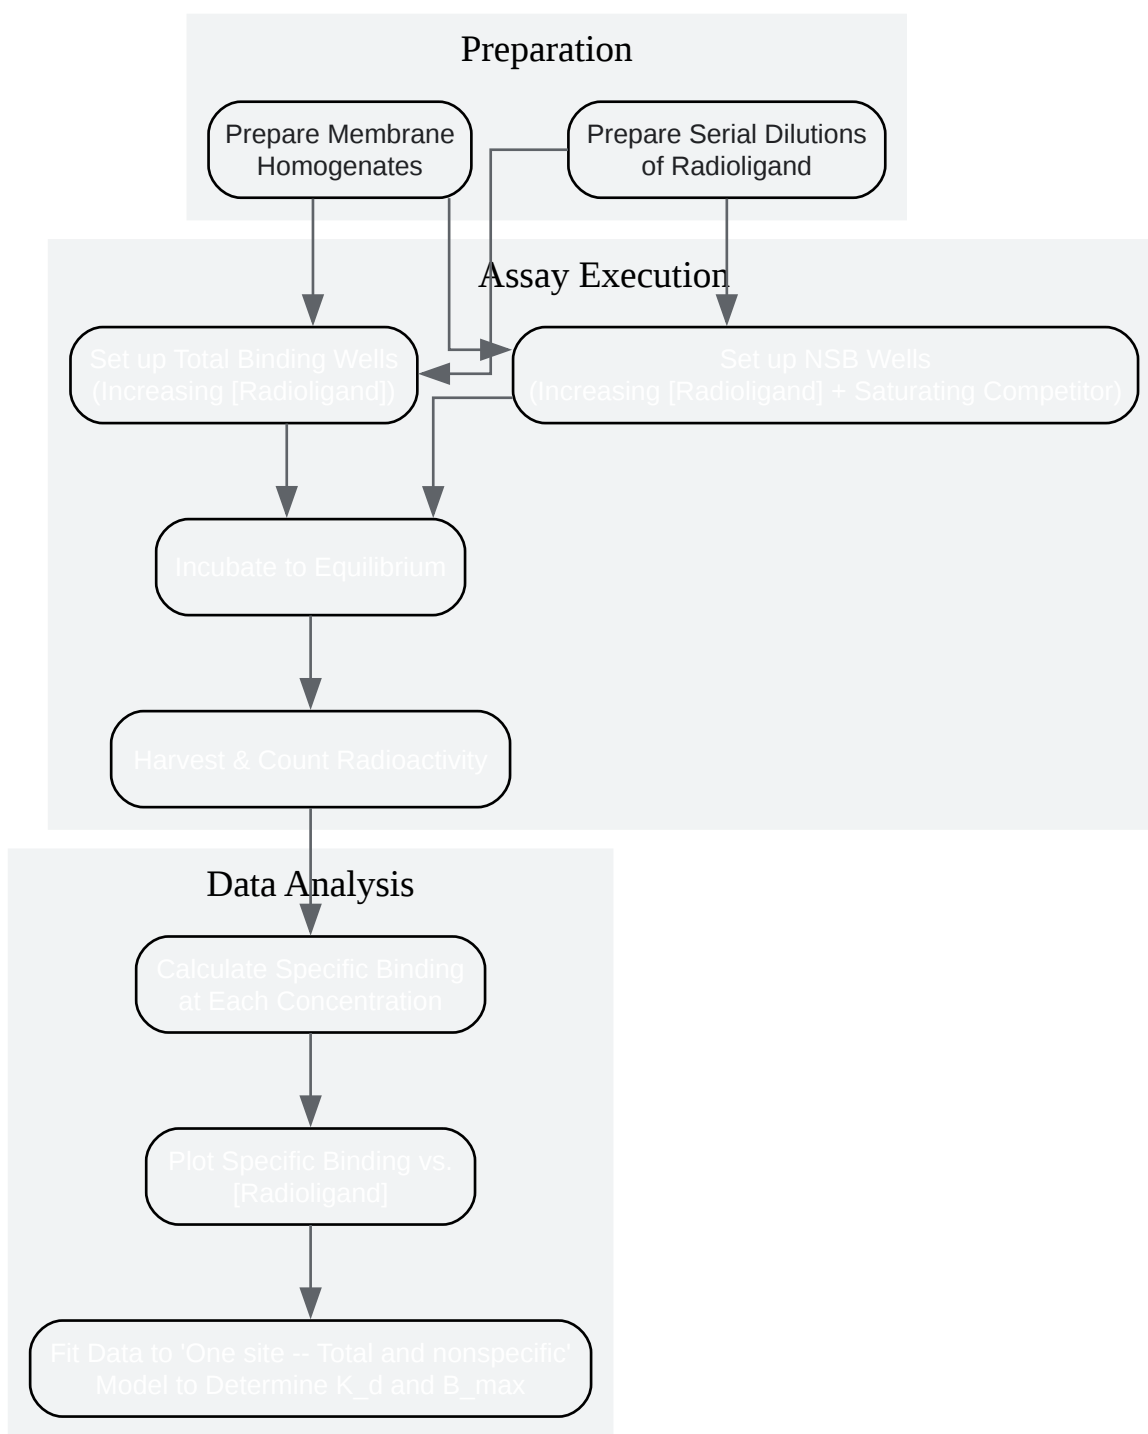 Preparation
Prepare Membrane
Homogenates
Prepare Serial Dilutions
of Radioligand
Assay Execution
Set up Total Binding Wells
(Increasing [Radioligand])
Set up NSB Wells
(Increasing [Radioligand] + Saturating Competitor)
Incubate to Equilibrium
Harvest & Count Radioactivity
Data Analysis
Calculate Specific Binding
at Each Concentration
Plot Specific Binding vs.
[Radioligand]
Fit Data to 'One site -- Total and nonspecific'
Model to Determine K_d and B_max